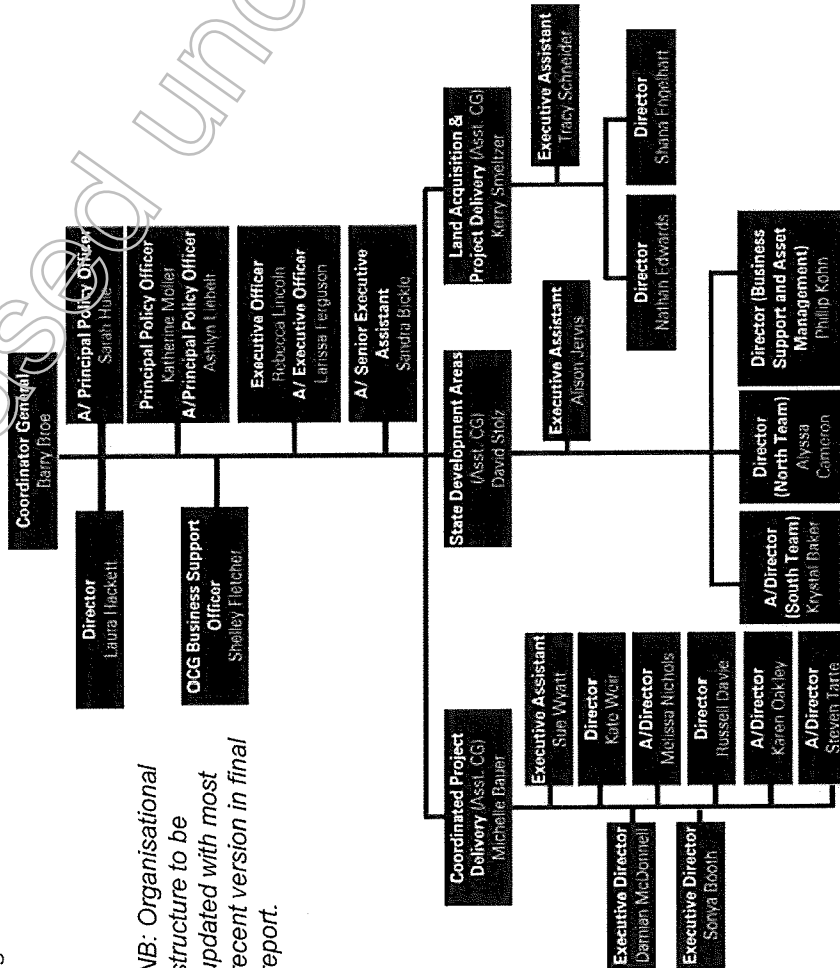 Coordinator General
Barry Broe
Director
Laura Hackett
A/ Principal Policy Officer
Sarah
OCG Business Support
Officer
Shelley Fletcher
Principal Policy Officer
Katherine Moller
A/Principal Policy Officer
Ashlyn Liebelt
Executive Officer
Rebecca Lincoln
A/ Executive Officer
Larissa Ferguson
A/ Senior Executive
Assistant
Sandra Bickle
NB: Organisational
structure to be
updated with most
recent version in final
report.
Coordinated Project
Delivery (Asst. CG)
Michelle Bauer
Executive Assistant
Sue Wyatt
Director
Kate Weir
A/Director
Melissa Nichols
Director
Russell Davie
A/Director
Karen Oakley
A/Director
Steven Tarte
Executive Director
Damian McDonnell
Executive Director
Sonya Booth
State Development Areas
(Asst. CG)
David Stolz
Executive Assistant
Alison Jervis
A/Director
(South Team)
Krystal Baker
Director
(North Team)
Alyssa
Cameron
Director (Business
Support and Asset
Management)
Phillip Kohn
Land Acquisition &
Project Delivery (Asst. CG)
Kerry Smeltzer
Executive Assistant
Tracy Schneider
Director
Nathan Edwards
Director
Shana Engelhart
sed und